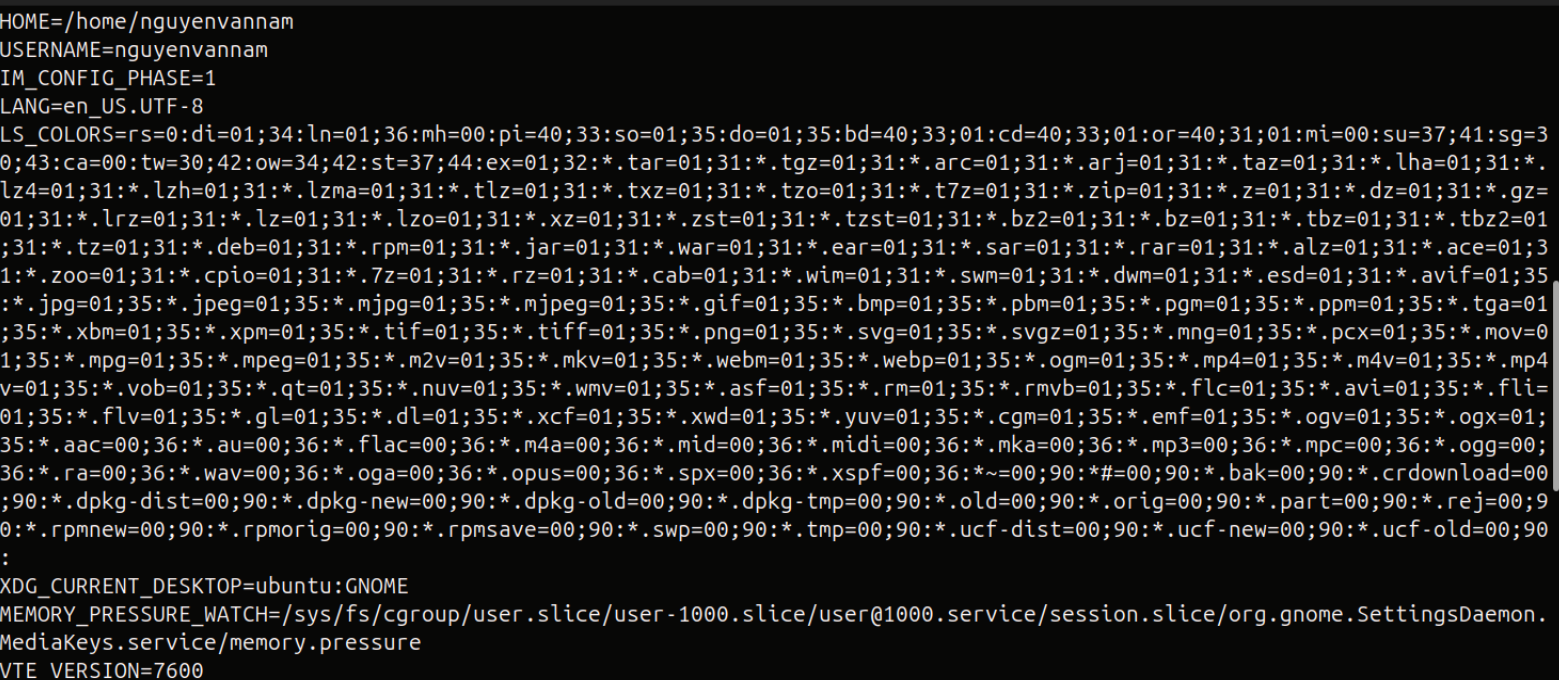 HOME=/home/nguyenvannam
USERNAME=nguyenvannam
IM_CONFIG_PHASE=1
LANG=en_US.UTF-8
LS_COLORS=rs=0:di=01;34:ln=01;36:mh=00:pi=40;33:so=01;35:do=01;35:bd=40;33;01:cd=40;33;01:or=40;31;01:mi=00:su=37;41:sg=3
0;43:ca=00:tw=30;42:ow=34;42:st=37;44:ex=01;32:*.tar=01;31:*.tgz=01;31:*.arc=01;31:*.arj=01;31:*.taz=01;31:*.lha=01;31:*.
lz4=01;31:*.lzh=01;31:*.lzma=01;31:*.tlz=01;31:*.txz=01;31:*.tzo=01;31:*.t7z=01;31:*.zip=01;31:*.z=01;31:*.dz=01;31:*.gz=
01;31:*.lrz=01;31:*.lz=01;31:*.lzo=01;31:*.xz=01;31:*.zst=01;31:*.tzst=01;31:*.bz2=01;31:*.bz=01;31:*.tbz=01;31:*.tbz2=01
;31:*.tz=01;31:*.deb=01;31:*.rpm=01;31:*.jar=01;31:*.war=01;31:*.ear=01;31:*.sar=01;31:*.rar=01;31:*.alz=01;31:*.ace=01;3
1:*.zoo=01;31:*.cpio=01;31:*.7z=01;31:*.rz=01;31:*.cab=01;31:*.wim=01;31:*.swm=01;31:*.dwm=01;31:*.esd=01;31:*.avif=01;35
:*.jpg=01;35:*.jpeg=01;35:*.mjpg=01;35:*.mjpeg=01;35:*.gif=01;35:*.bmp=01;35:*.pbm=01;35:*.pgm=01;35:*.ppm=01;35:*.tga=01
;35:*.xbm=01;35:*.xpm=01;35:*.tif=01;35:*.tiff=01;35:*.png=01;35:*.svg=01;35:*.svgz=01;35:*.mng=01;35:*.pcx=01;35:*.mov=0
1;35:*.mpg=01;35:*.mpeg=01;35:*.m2v=01;35:*.mkv=01;35:*.webm=01;35:*.webp=01;35:*.ogm=01;35:*.mp4=01;35:*.m4v=01;35:*.mp4
v=01;35:*.vob=01;35:*.qt=01;35:*.nuv=01;35:*.wmv=01;35:*.asf=01;35:*.rm=01;35:*.rmvb=01;35:*.flc=01;35:*.avi=01;35:*.fli=
01;35:*.flv=01;35:*.gl=01;35:*.dl=01;35:*.xcf=01;35:*.xwd=01;35:*.yuv=01;35:*.cgm=01;35:*.emf=01;35:*.ogv=01;35:*.ogx=01;
35:*.aac=00;36:*.au=00;36:*.flac=00;36:*.m4a=00;36:*.mid=00;36:*.midi=00;36:*.mka=00;36:*.mp3=00;36:*.mpc=00;36:*.ogg=00;
36:*.ra=00;36:*.wav=00;36:*.oga=00;36:*.opus=00;36:*.spx=00;36:*.xspf=00;36:*~=00;90:*#=00;90:*.bak=00;90:*.crdownload=00
;90:*.dpkg-dist=00;90:*.dpkg-new=00;90:*.dpkg-old=00;90:*.dpkg-tmp=00;90:*.old=00;90:*.orig=00;90:*.part=00;90:*.rej=00;9
0:*.rpmnew=00;90:*.rpmorig=00;90:*.rpmsave=00;90:*.swp=00;90:*.tmp=00;90:*.ucf-dist=00;90:*.ucf-new=00;90:*.ucf-old=00;90
:
XDG_CURRENT_DESKTOP=ubuntu:GNOME
MEMORY_PRESSURE_WATCH=/sys/fs/cgroup/user.slice/user-1000.slice/user@1000.service/session.slice/org.gnome.SettingsDaemon.
MediaKeys.service/memory.pressure
VTE_VERSION=7600